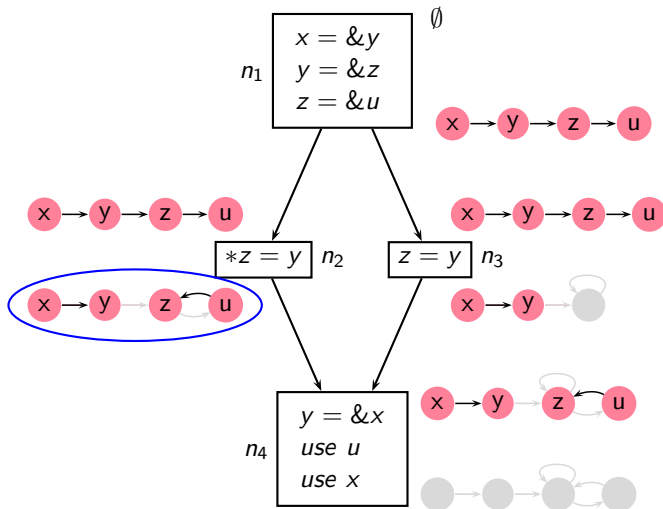 ∅
x = &y
n1
y = &z
z = &u
x y z u
x y z u
x y z u
*z = y n2
z = y n3
x y z u
x y
x y z u
y = &x
n4
use u
use x